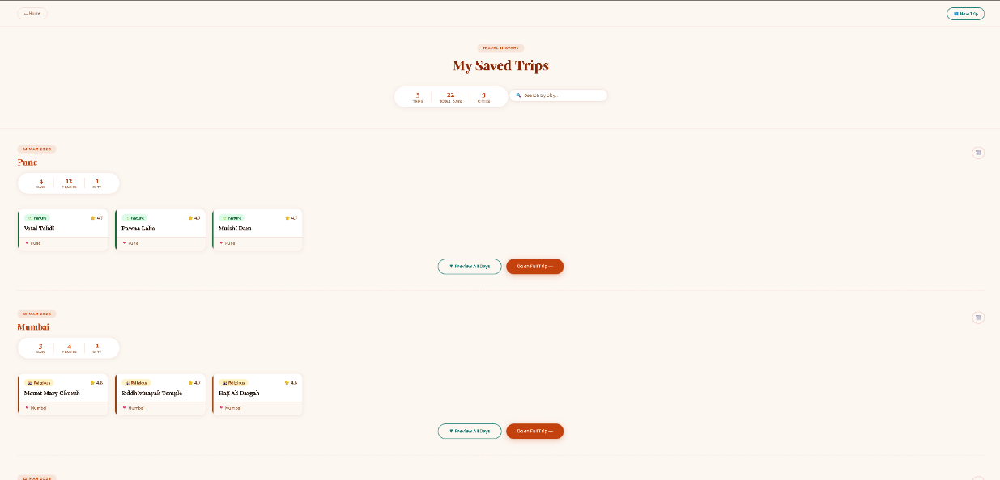 ← Home
New Trip
TRAVEL HISTORY
My Saved Trips
5 22 3
TRIPS TOTAL DAYS CITIES
Search by city...
24 MAR 2026
Pune
4 12 1
DAYS PLACES CITY
Nature 4.7
Vetal Tekdi
Pune
Nature 4.7
Pawna Lake
Pune
Nature 4.7
Mulshi Dam
Pune
▼ Preview All Days
Open Full Trip →
23 MAR 2026
Mumbai
3 4 1
DAYS PLACES CITY
Religious 4.6
Mount Mary Church
Mumbai
Religious 4.7
Siddhivinayak Temple
Mumbai
Religious 4.5
Haji Ali Dargah
Mumbai
▼ Preview All Days
Open Full Trip →
22 MAR 2026